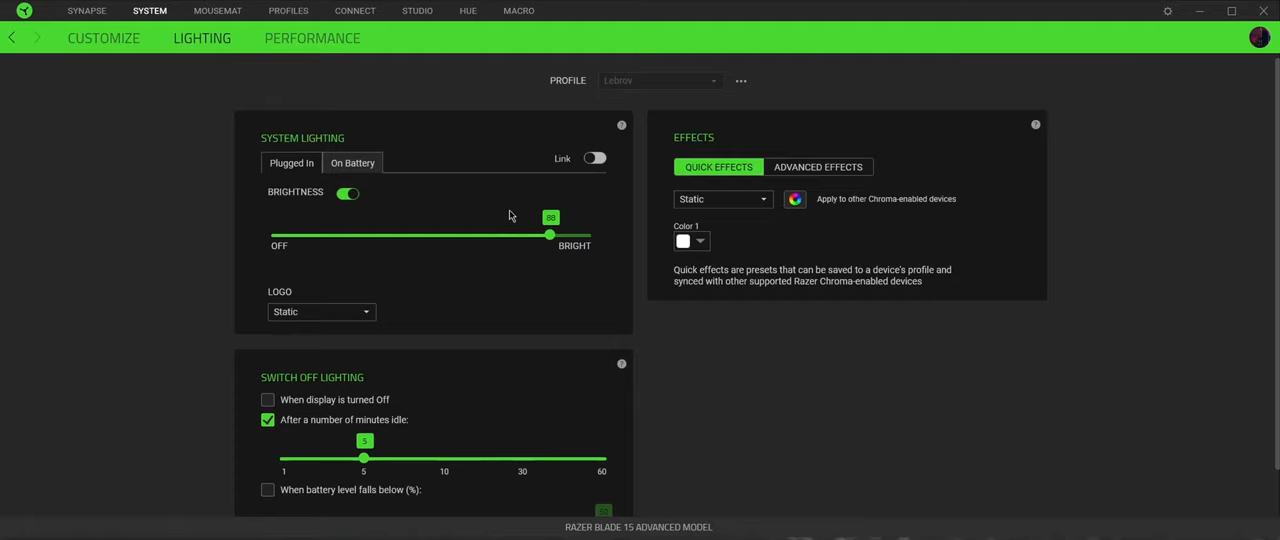 SYNAPSE SYSTEM MOUSEMAT PROFILES CONNECT STUDIO HUE MACRO
CUSTOMIZE LIGHTING PERFORMANCE
PROFILE Lebrov
SYSTEM LIGHTING
Plugged In On Battery Link
BRIGHTNESS
88
OFF BRIGHT
LOGO
Static
EFFECTS
QUICK EFFECTS ADVANCED EFFECTS
Static Apply to other Chroma-enabled devices
Color 1
Quick effects are presets that can be saved to a device's profile and
synced with other supported Razer Chroma-enabled devices
SWITCH OFF LIGHTING
When display is turned Off
After a number of minutes idle:
5
1 5 10 30 60
When battery level falls below (%):
50
RAZER BLADE 15 ADVANCED MODEL